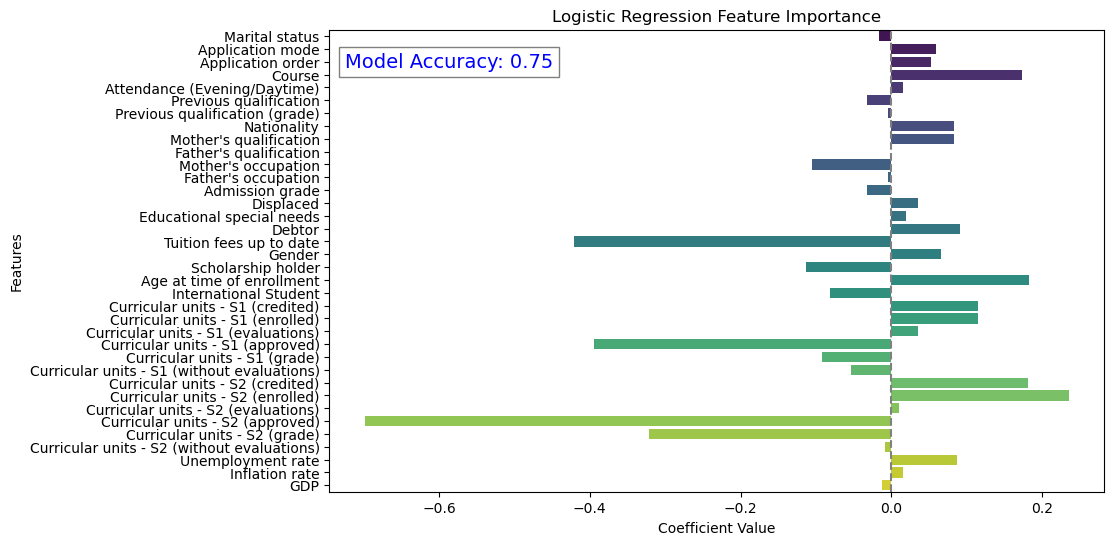 Logistic Regression Feature Importance
Model Accuracy: 0.75
Features
Marital status
Application mode
Application order
Course
Attendance (Evening/Daytime)
Previous qualification
Previous qualification (grade)
Nationality
Mother's qualification
Father's qualification
Mother's occupation
Father's occupation
Admission grade
Displaced
Educational special needs
Debtor
Tuition fees up to date
Gender
Scholarship holder
Age at time of enrollment
International Student
Curricular units - S1 (credited)
Curricular units - S1 (enrolled)
Curricular units - S1 (evaluations)
Curricular units - S1 (approved)
Curricular units - S1 (grade)
Curricular units - S1 (without evaluations)
Curricular units - S2 (credited)
Curricular units - S2 (enrolled)
Curricular units - S2 (evaluations)
Curricular units - S2 (approved)
Curricular units - S2 (grade)
Curricular units - S2 (without evaluations)
Unemployment rate
Inflation rate
GDP
−0.6 −0.4 −0.2 0.0 0.2
Coefficient Value